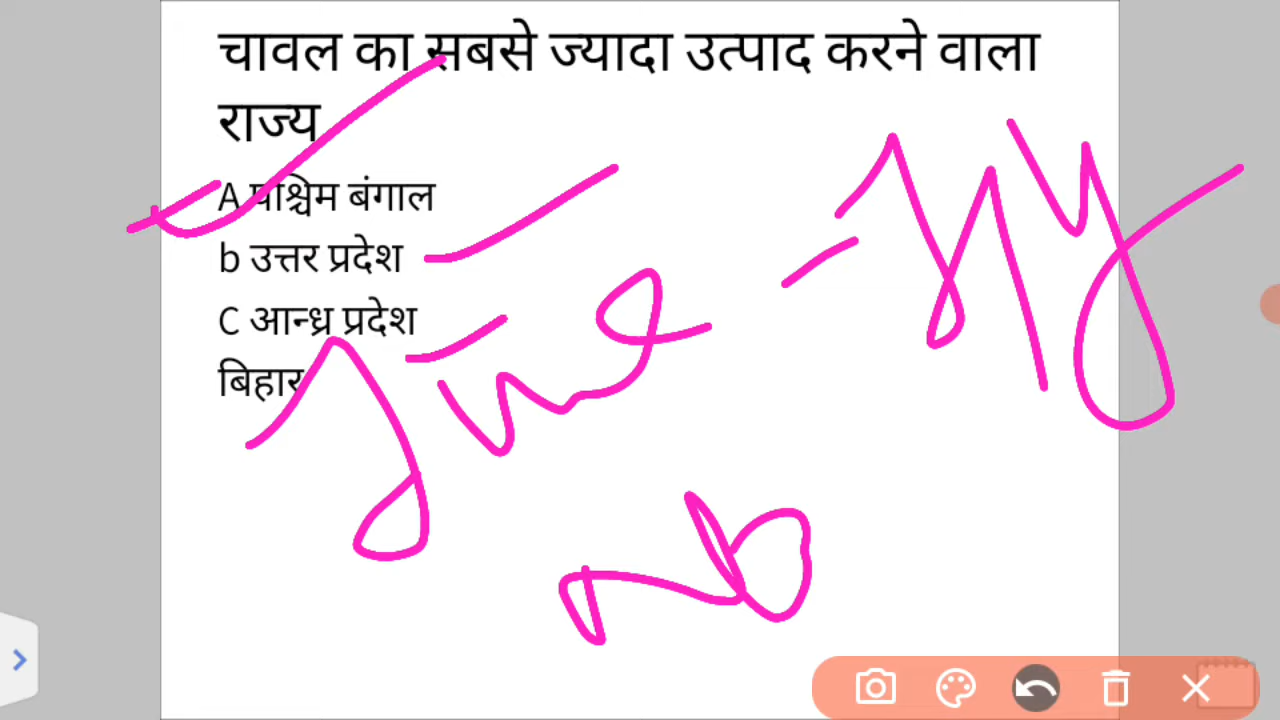 चावल का सबसे ज्यादा उत्पाद करने वाला
राज्य
A पश्चिम बंगाल
b उत्तर प्रदेश
C आन्ध्र प्रदेश
बिहार